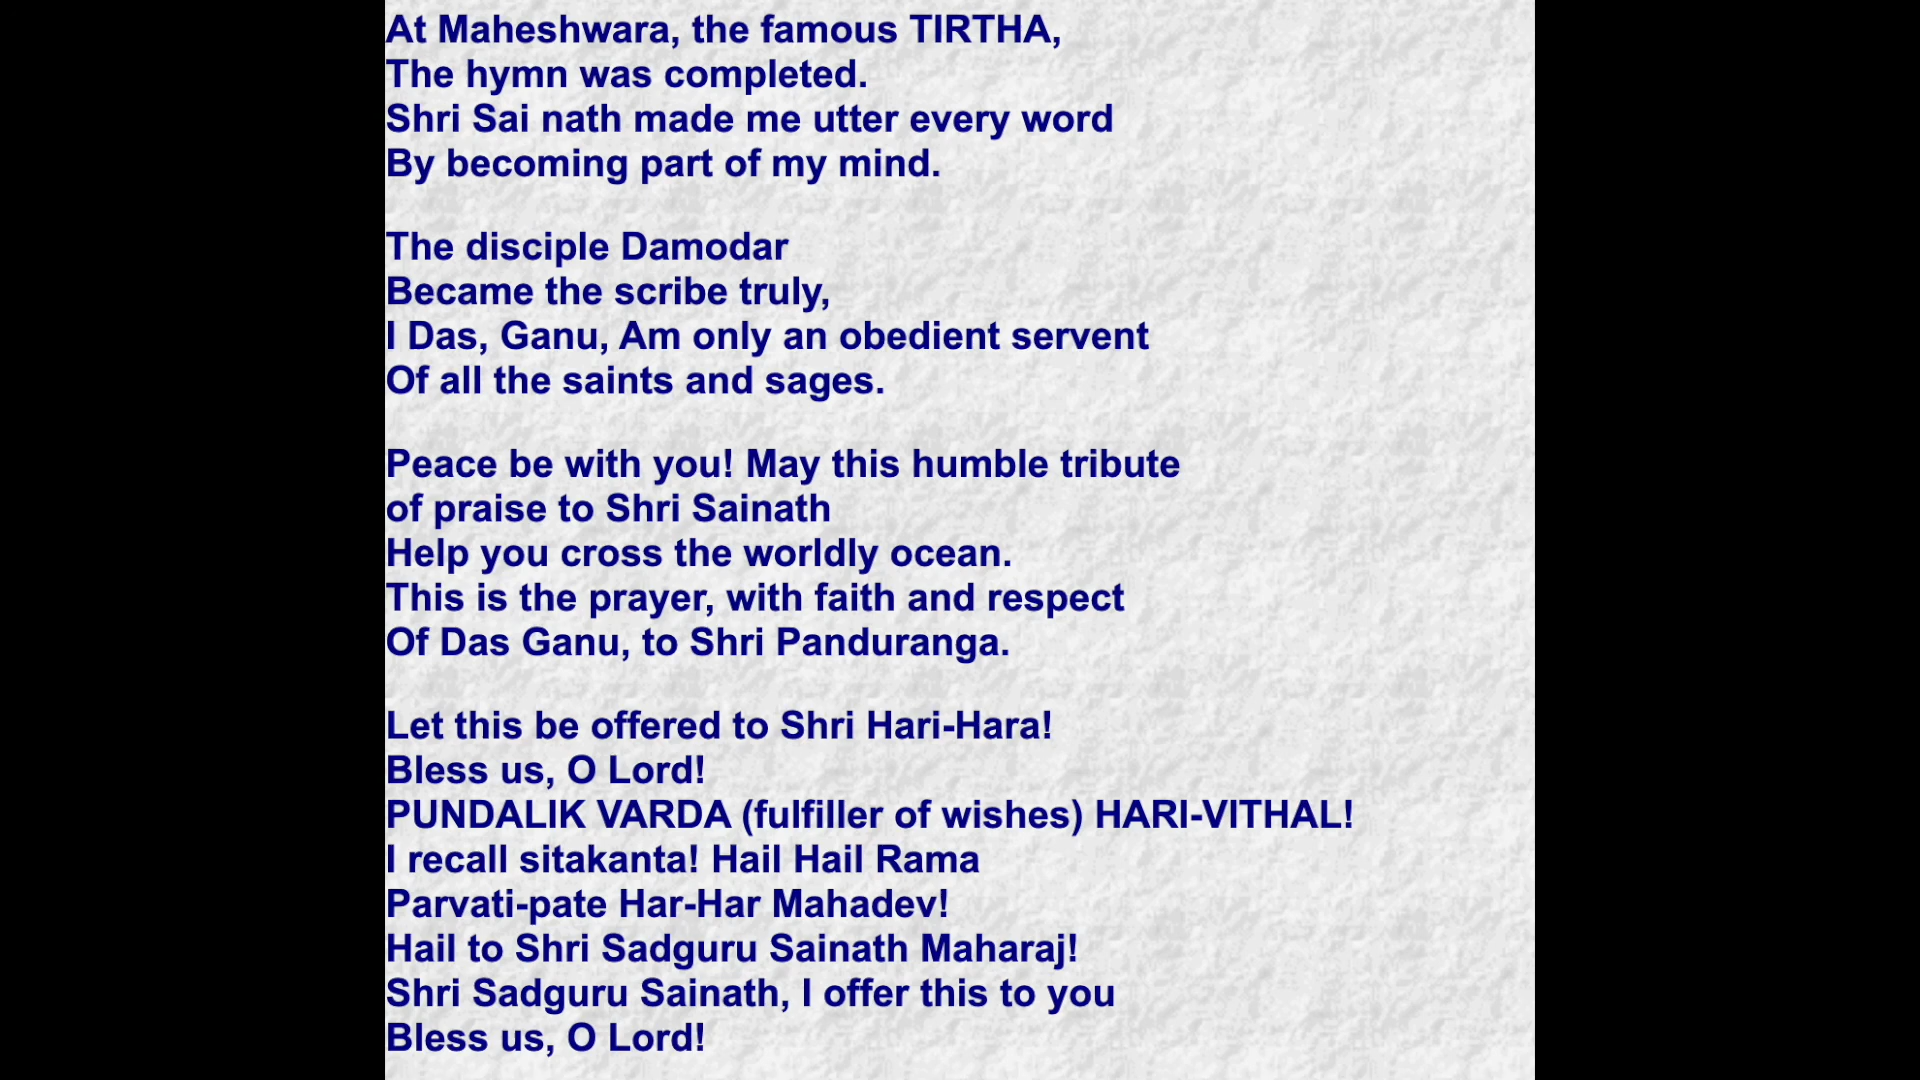 At Maheshwara, the famous TIRTHA,
The hymn was completed.
Shri Sai nath made me utter every word
By becoming part of my mind.
The disciple Damodar
Became the scribe truly,
I Das, Ganu, Am only an obedient servent
Of all the saints and sages.
Peace be with you! May this humble tribute
of praise to Shri Sainath
Help you cross the worldly ocean.
This is the prayer, with faith and respect
Of Das Ganu, to Shri Panduranga.
Let this be offered to Shri Hari-Hara!
Bless us, O Lord!
PUNDALIK VARDA (fulfiller of wishes) HARI-VITHAL!
I recall sitakanta! Hail Hail Rama
Parvati-pate Har-Har Mahadev!
Hail to Shri Sadguru Sainath Maharaj!
Shri Sadguru Sainath, I offer this to you
Bless us, O Lord!